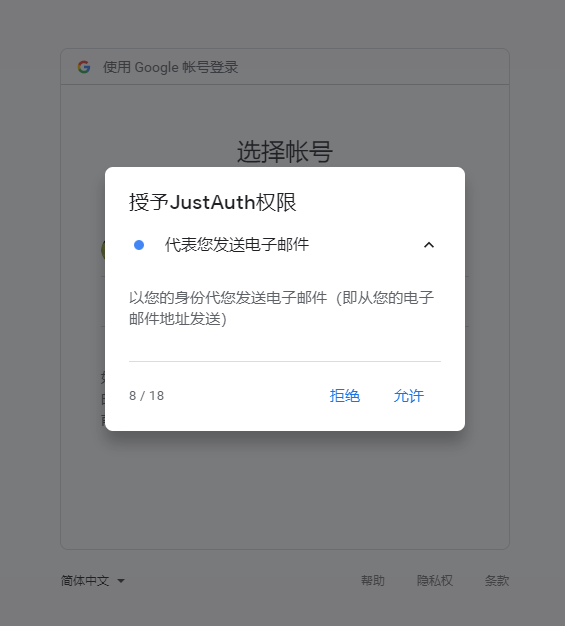 使用 Google 帐号登录
选择帐号
授予JustAuth权限
代表您发送电子邮件
以您的身份代您发送电子邮件（即从您的电子
邮件地址发送）
8 / 18
拒绝
允许
简体中文
帮助
隐私权
条款